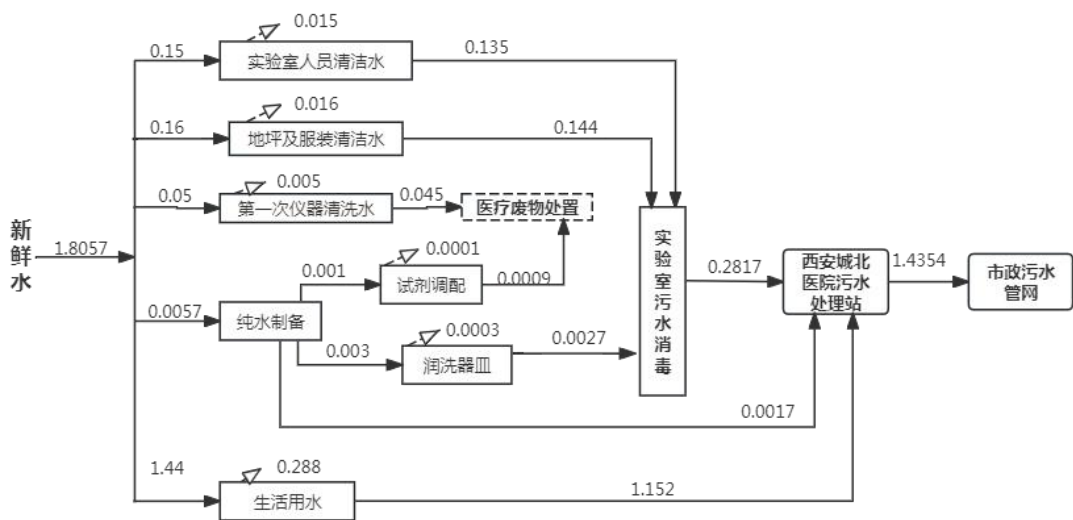 0.015
0.15
实验室人员清洁水
0.135
0.016
0.16
地坪及服装清洁水
0.144
0.005
0.05
第一次仪器清洗水
0.045
医疗废物处置
新鲜水
1.8057
0.0001
0.001
试剂调配
0.0009
0.0057
纯水制备
0.0003
0.003
润洗器皿
0.0027
实验室污水消毒
0.2817
西安城北
医院污水
处理站
1.4354
市政污水
管网
0.0017
1.44
0.288
生活用水
1.152